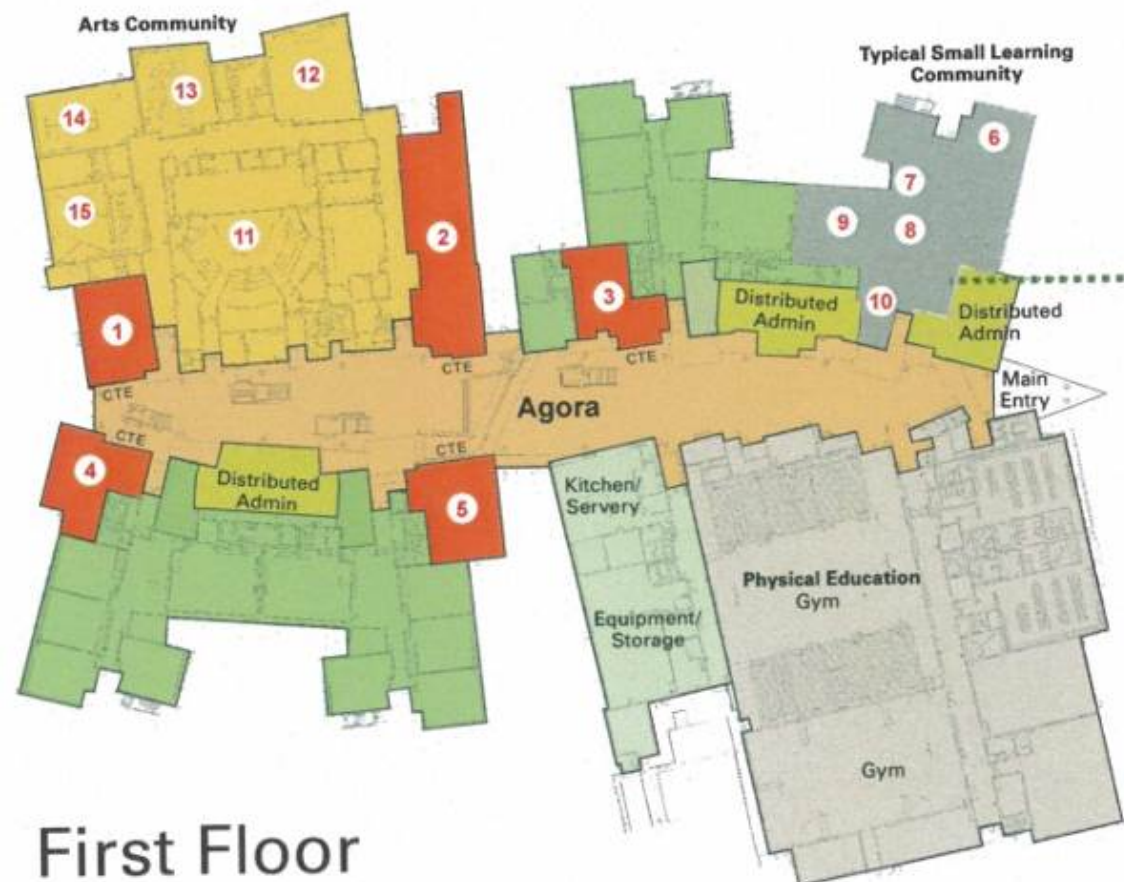 Arts Community
Typical Small Learning
Community
12
13
6
14
7
15
9
8
11
2
3
10
Distributed
Admin
Distributed
Admin
1
CTE
CTE
CTE
Main
Entry
Agora
CTE
CTE
4
Distributed
Admin
5
Kitchen/
Servery
Physical Education
Gym
Equipment/
Storage
Gym
First Floor